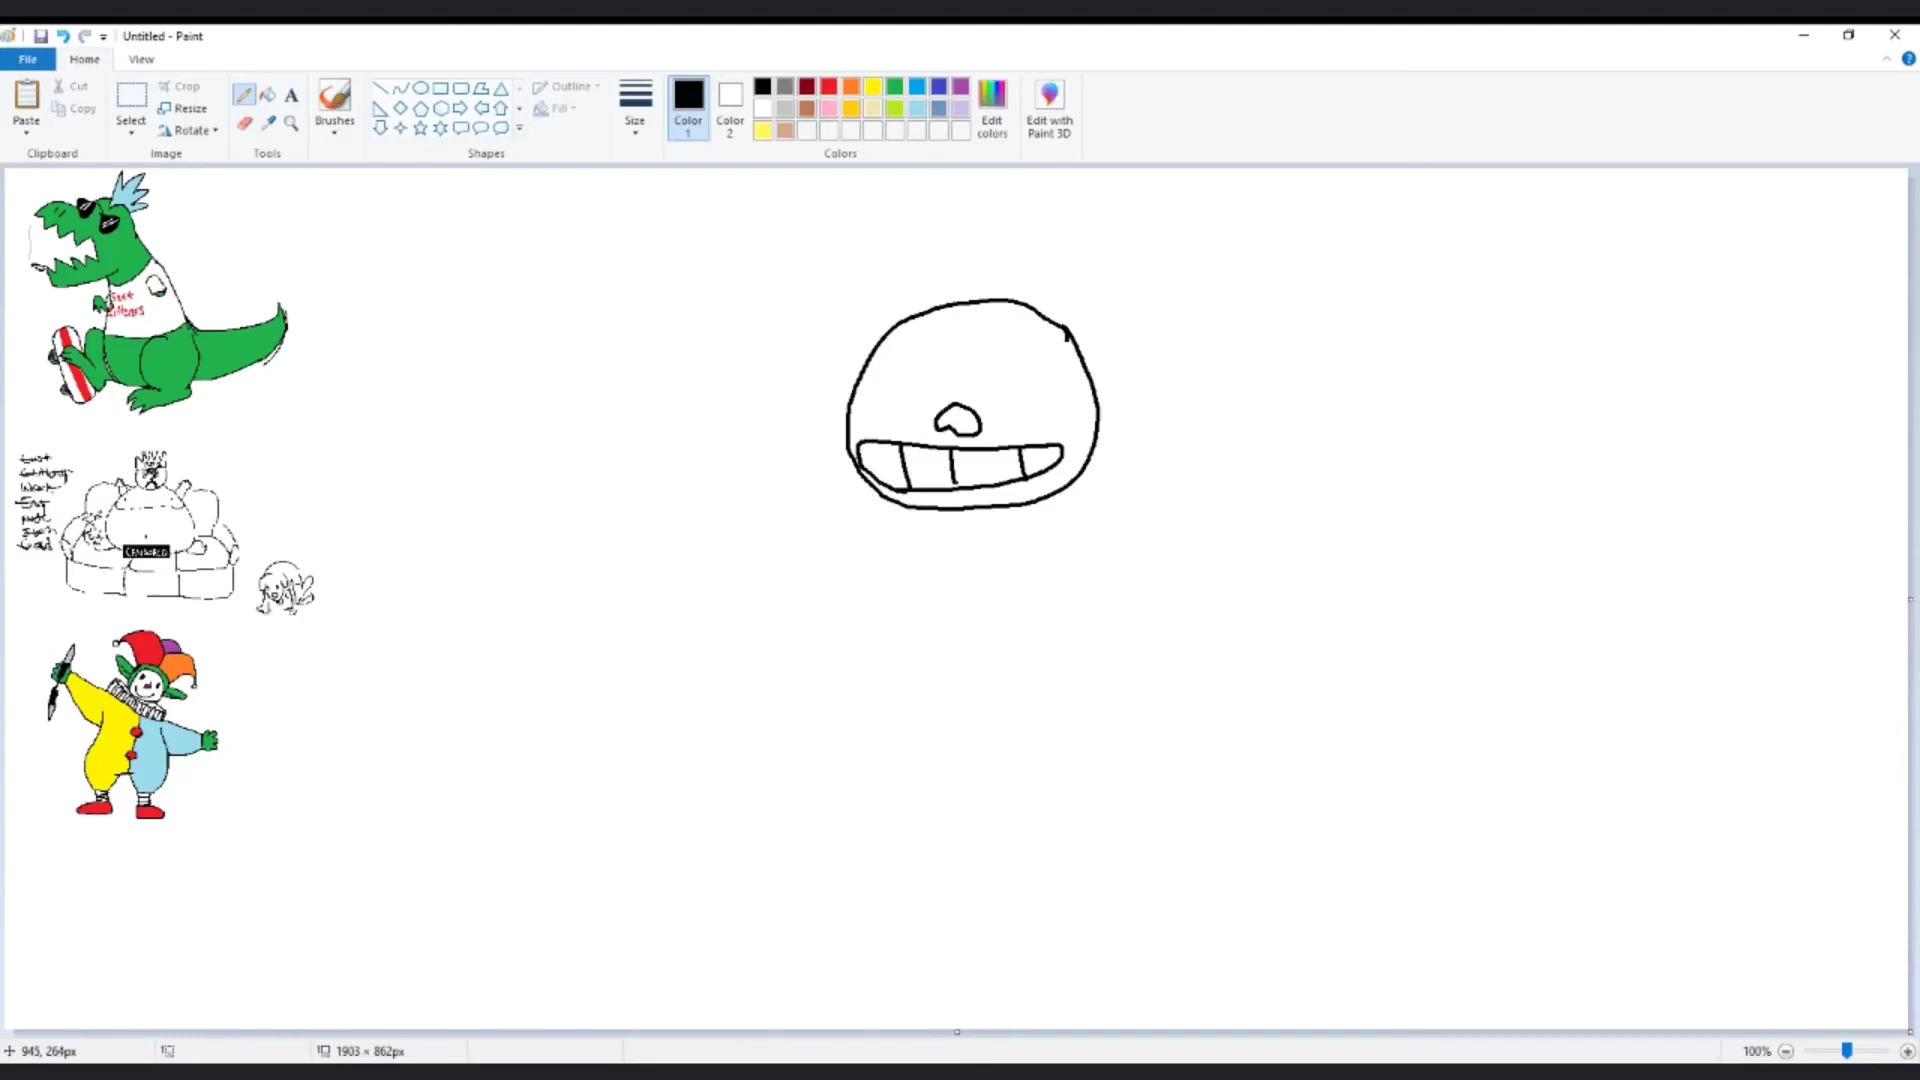 Untitled - Paint
File Home View
Paste
Cut
Copy
Clipboard
Select
Crop
Resize
Rotate
Image
Tools
Brushes
Outline
Fill
Shapes
Size
Color 1
Color 2
Edit colors
Edit with Paint 3D
Colors
Lust
CENSORED
945, 264px
1903 × 862px
100%